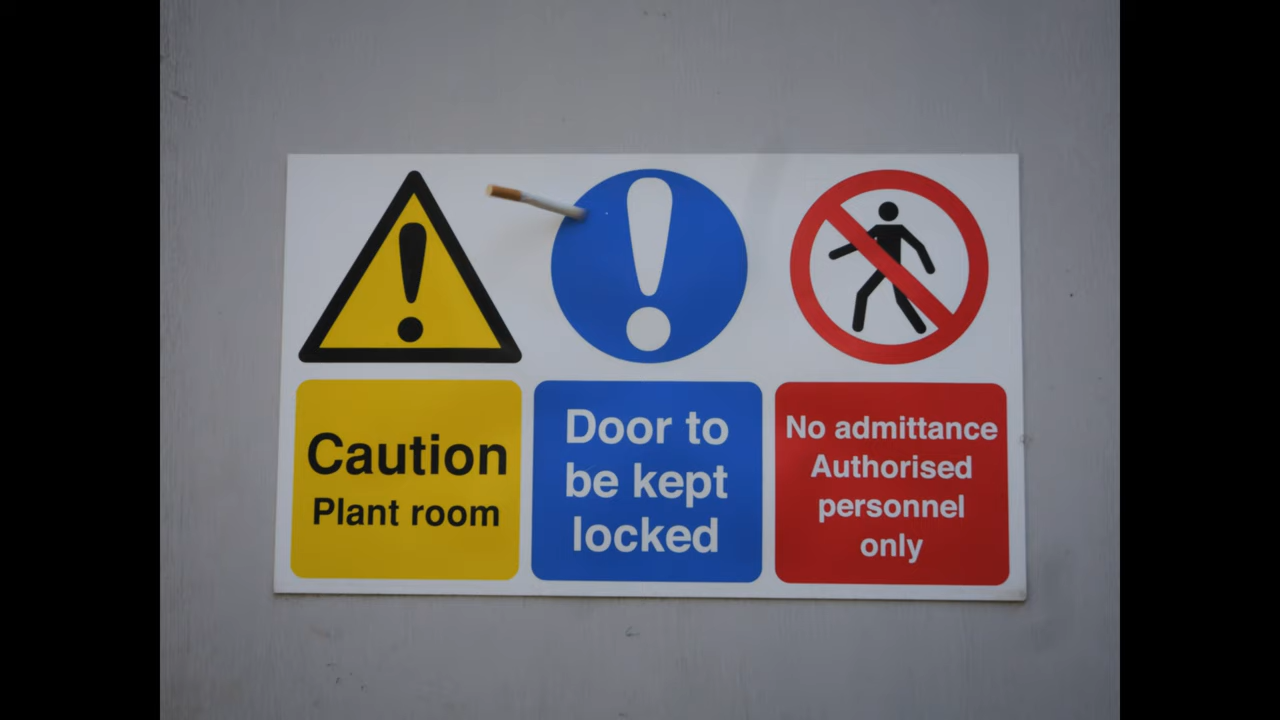 Caution
Plant room
Door to
be kept
locked
No admittance
Authorised
personnel
only